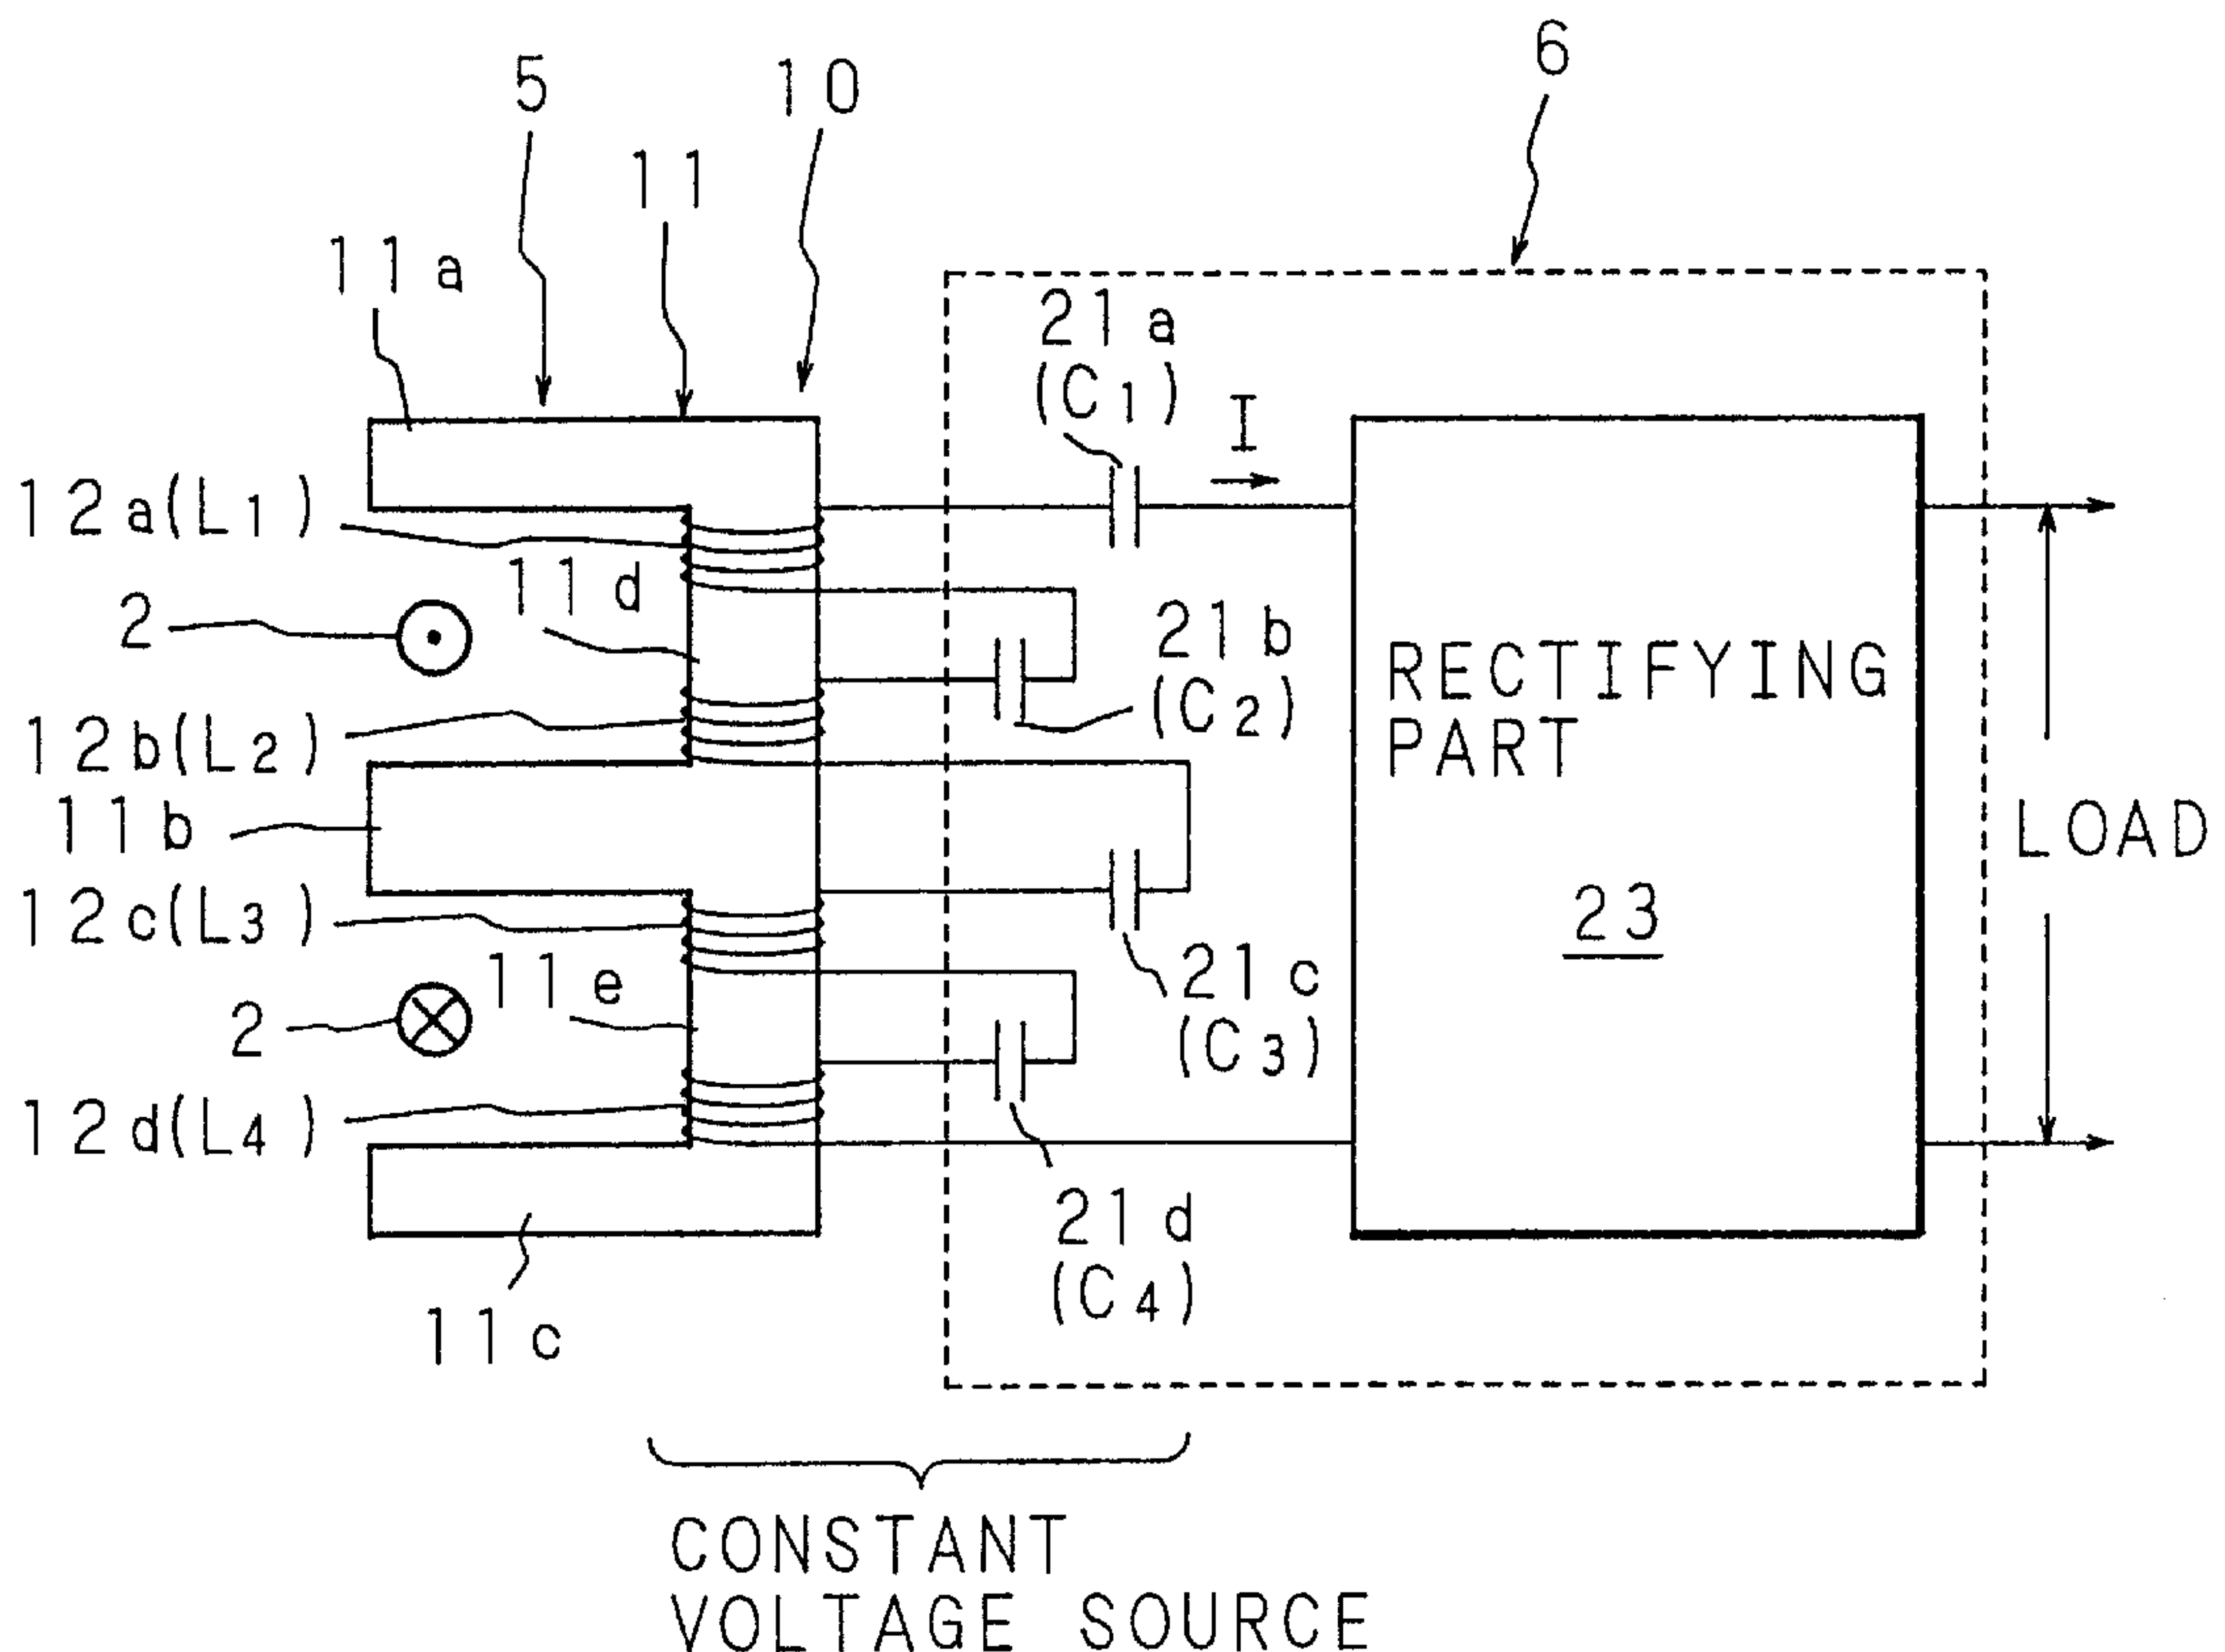 6
5
10
11
11a
21a
(C1)
I
12a(L1)
11d
2
21b
(C2)
RECTIFYING
PART
12b(L2)
11b
LOAD
12c(L3)
23
11e
21c
(C3)
2
12d(L4)
21d
(C4)
11c
CONSTANT
VOLTAGE SOURCE